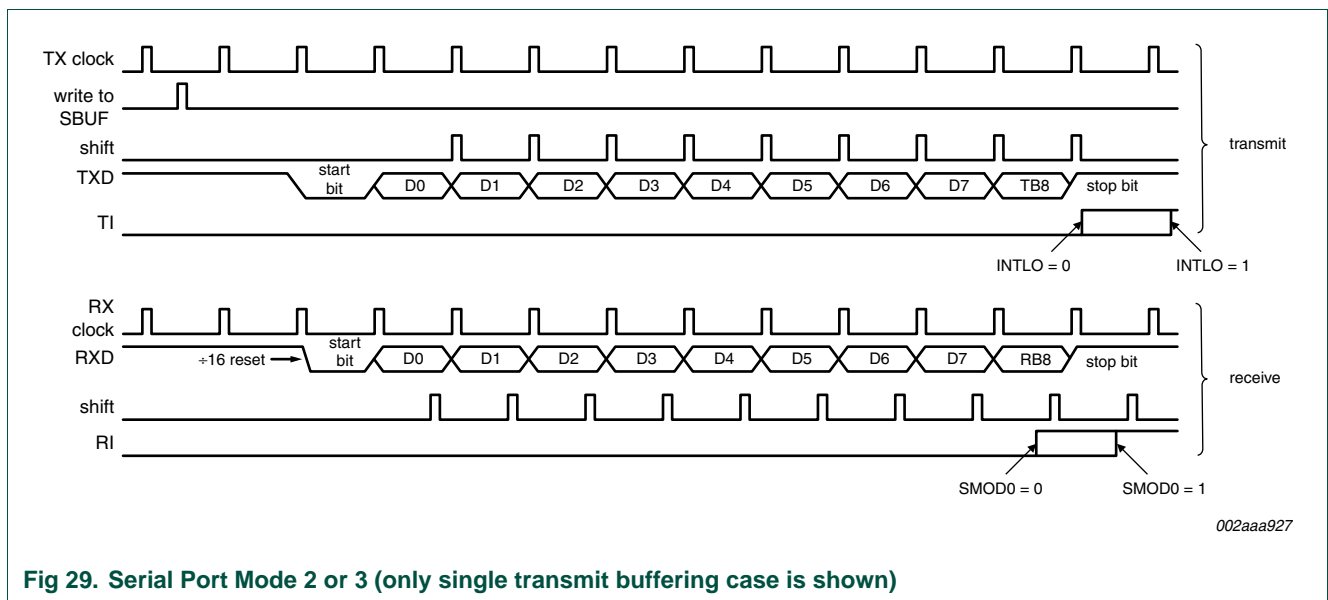 TX clock
write to
SBUF
shift
TXD
start
bit
D0 D1 D2 D3 D4 D5 D6 D7 TB8 stop bit
TI
INTLO = 0 INTLO = 1
transmit
RX
clock
RXD
÷16 reset
start
bit
D0 D1 D2 D3 D4 D5 D6 D7 RB8 stop bit
shift
RI
SMOD0 = 0 SMOD0 = 1
receive
002aaa927
Fig 29. Serial Port Mode 2 or 3 (only single transmit buffering case is shown)